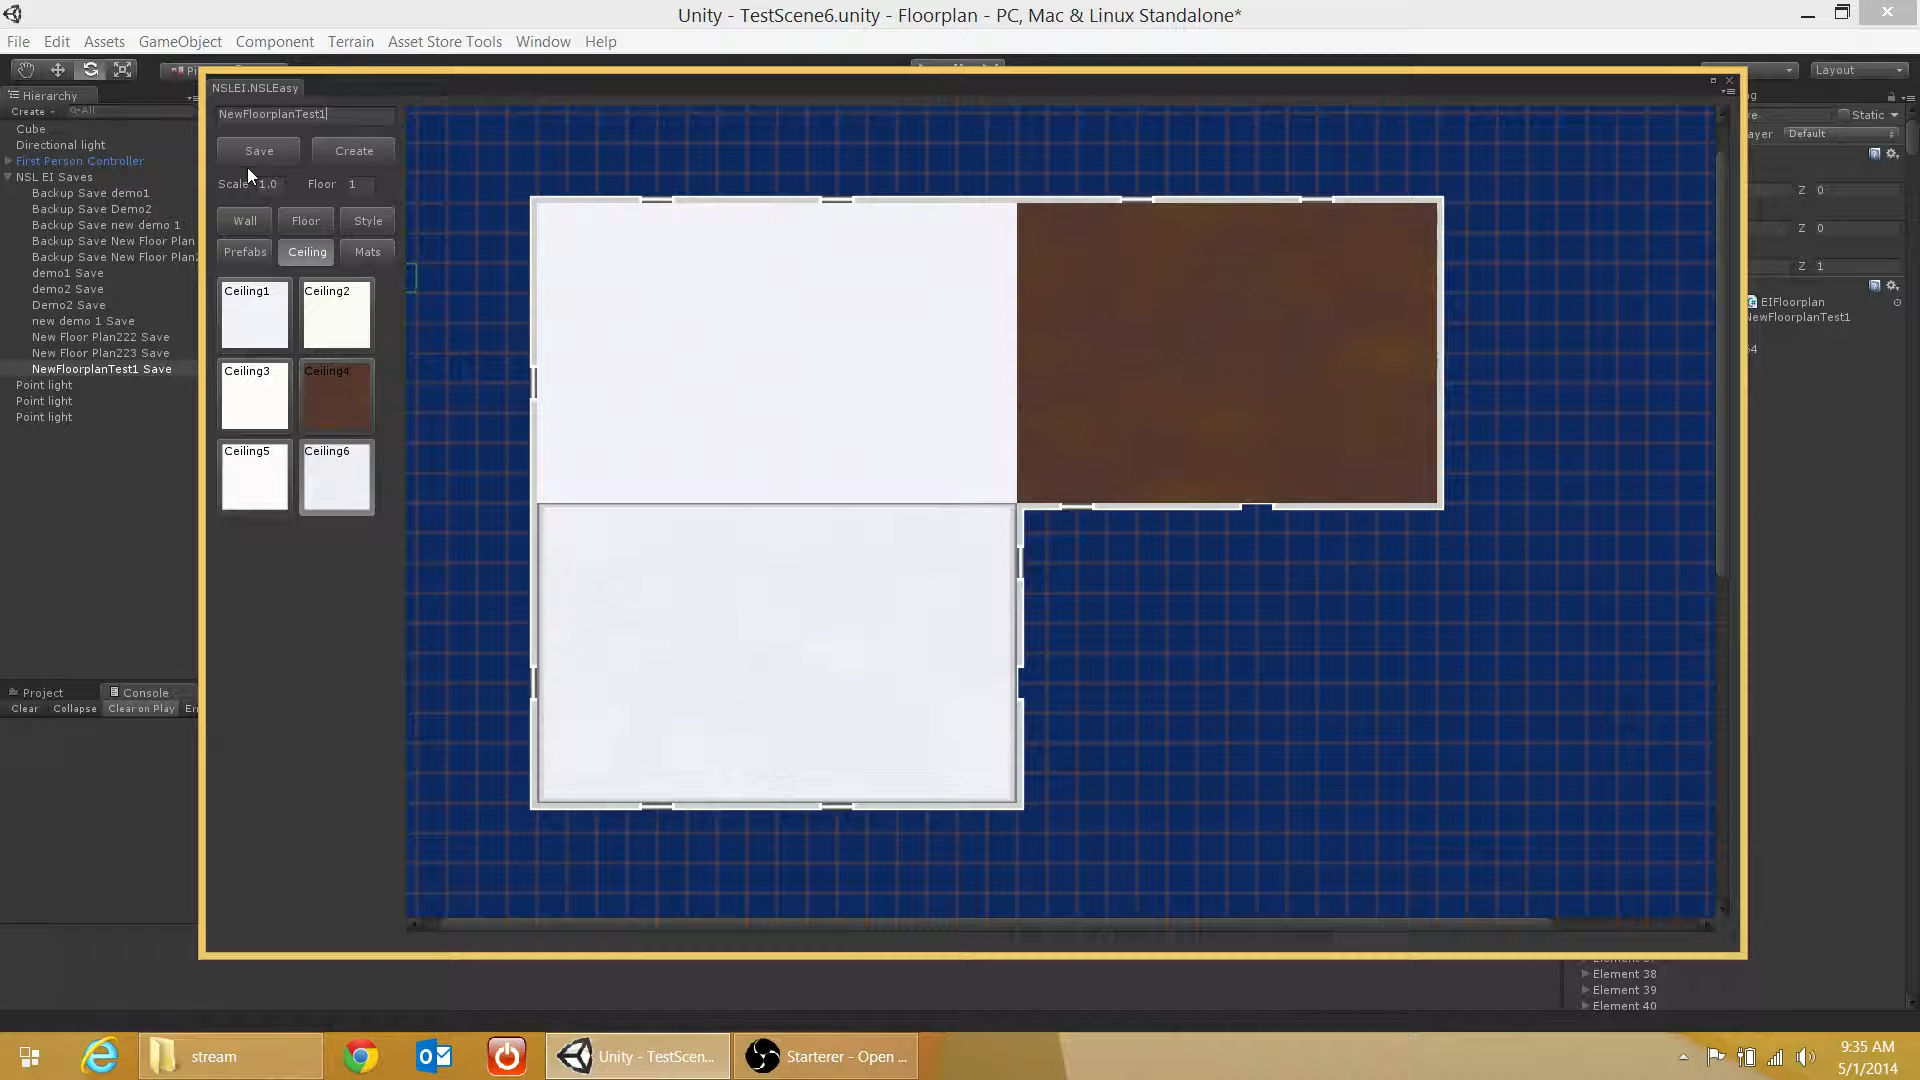 Unity - TestScene6.unity - Floorplan - PC, Mac & Linux Standalone*
File Edit Assets GameObject Component Terrain Asset Store Tools Window Help
Layout
Hierarchy
Create
All
Cube
Directional light
First Person Controller
NSL EI Saves
Backup Save demo1
Backup Save Demo2
Backup Save new demo 1
Backup Save New Floor Plan
Backup Save New Floor Plan2
demo1 Save
demo2 Save
Demo2 Save
new demo 1 Save
New Floor Plan222 Save
New Floor Plan223 Save
NewFloorplanTest1 Save
Point light
Point light
Point light
NSLEI.NSLEasy
NewFloorplanTest1
Save Create
Scale 1.0 Floor 1
Wall Floor Style
Prefabs Ceiling Mats
Ceiling1 Ceiling2
Ceiling3 Ceiling4
Ceiling5 Ceiling6
Static
Default
Z 0
Z 0
Z 1
EIFloorplan
NewFloorplanTest1
Project Console
Clear Collapse Clear on Play
Element 38
Element 39
Element 40
stream
Unity - TestScen...
Starterer - Open ...
9:35 AM
5/1/2014